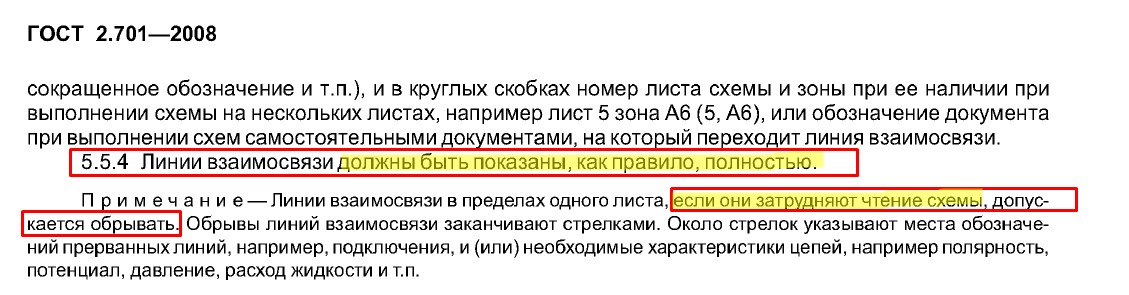 ГОСТ 2.701—2008
сокращенное обозначение и т.п.), и в круглых скобках номер листа схемы и зоны при ее наличии при
выполнении схемы на нескольких листах, например лист 5 зона А6 (5, А6), или обозначение документа
при выполнении схем самостоятельными документами, на который переходит линия взаимосвязи.
5.5.4 Линии взаимосвязи должны быть показаны, как правило, полностью.
П р и м е ч а н и е — Линии взаимосвязи в пределах одного листа, если они затрудняют чтение схемы, допус-
кается обрывать. Обрывы линий взаимосвязи заканчивают стрелками. Около стрелок указывают места обозначе-
ний прерванных линий, например, подключения, и (или) необходимые характеристики цепей, например полярность,
потенциал, давление, расход жидкости и т.п.